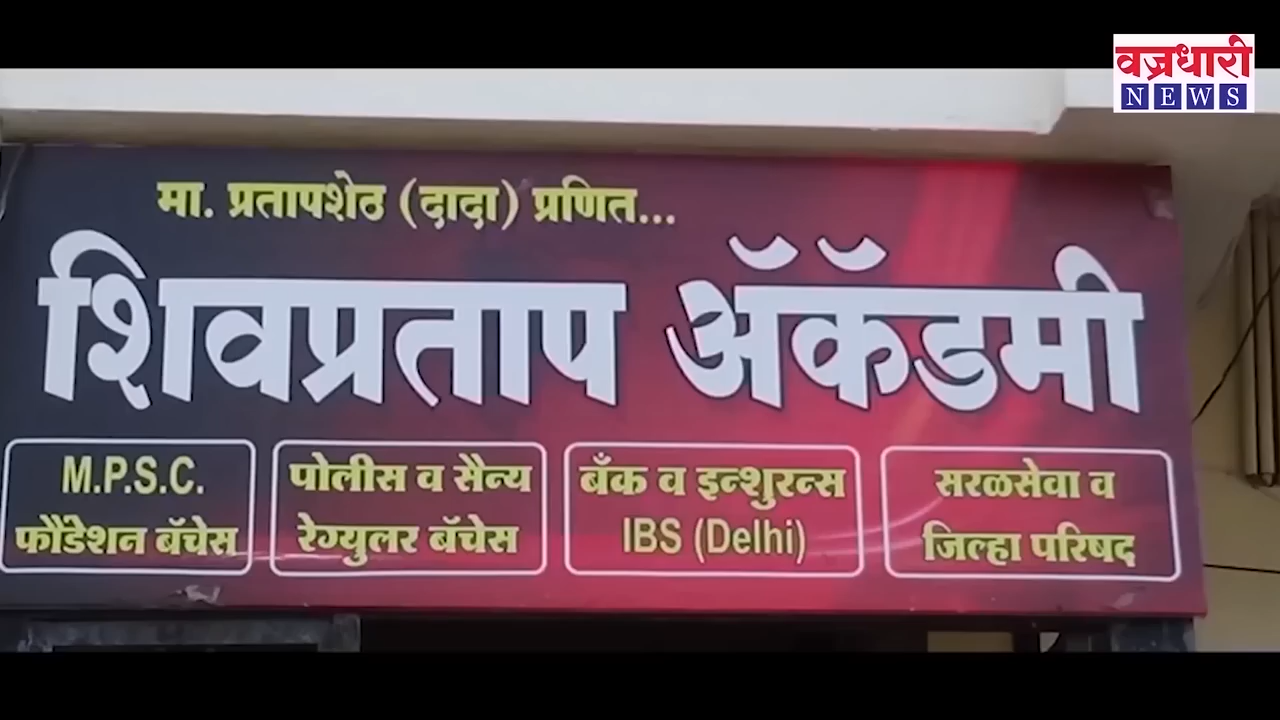 वज्रधारी
NEWS
मा. प्रतापशेठ (दादा) प्रणित...
शिवप्रताप ॲकॅडमी
M.P.S.C.
फौंडेशन बॅचेस
पोलीस व सैन्य
रेग्युलर बॅचेस
बँक व इन्शुरन्स
IBS (Delhi)
सरळसेवा व
जिल्हा परिषद